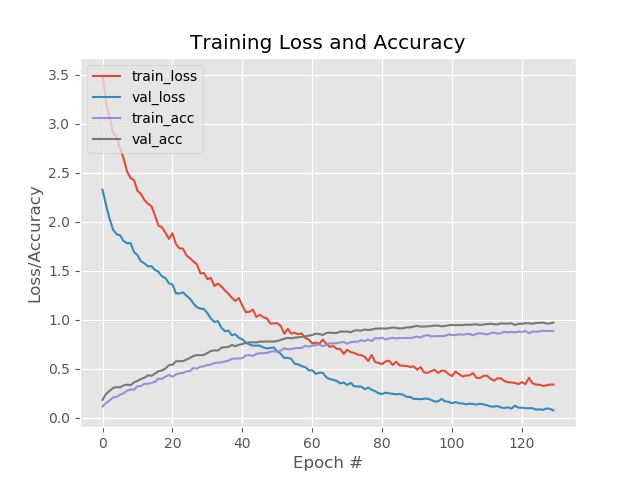 Training Loss and Accuracy
train_loss
val_loss
train_acc
val_acc
3.5
3.0
2.5
2.0
1.5
1.0
0.5
0.0
Loss/Accuracy
0 20 40 60 80 100 120
Epoch #